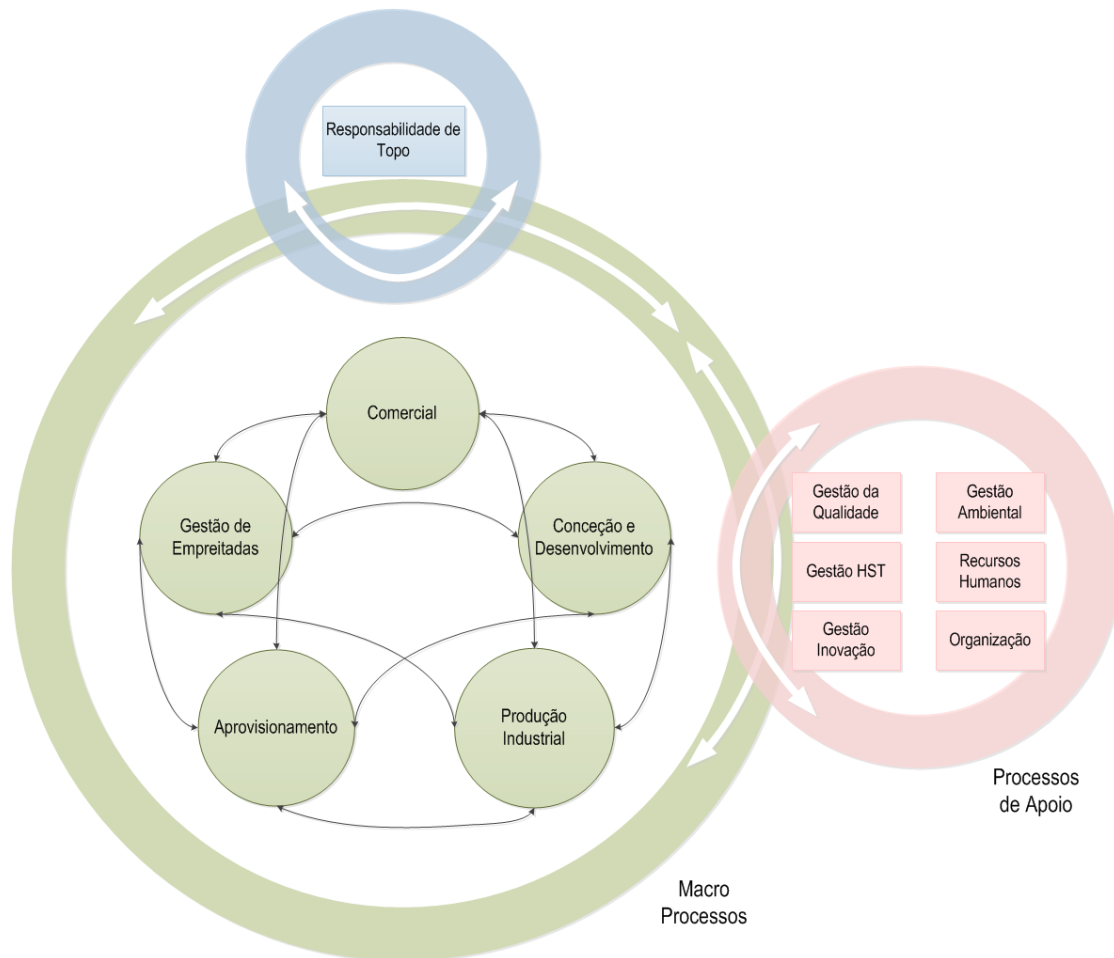 Responsabilidade de
Topo
Comercial
Gestão de
Empreitadas
Conceção e
Desenvolvimento
Aprovisionamento
Produção
Industrial
Gestão da
Qualidade
Gestão
Ambiental
Gestão HST
Recursos
Humanos
Gestão
Inovação
Organização
Processos
de Apoio
Macro
Processos